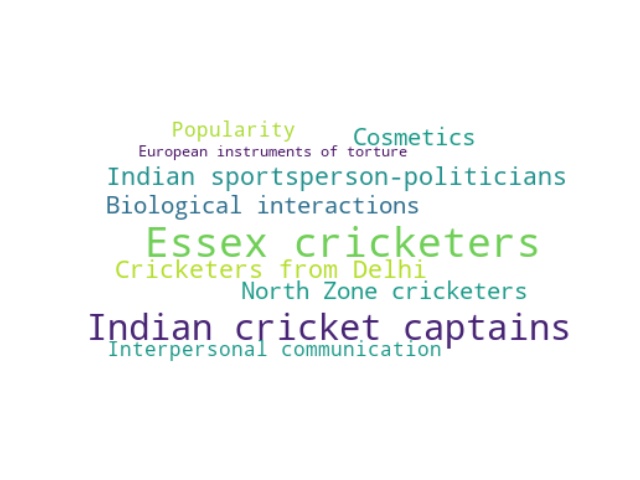 Popularity
Cosmetics
European instruments of torture
Indian sportsperson-politicians
Biological interactions
Essex cricketers
Cricketers from Delhi
North Zone cricketers
Indian cricket captains
Interpersonal communication